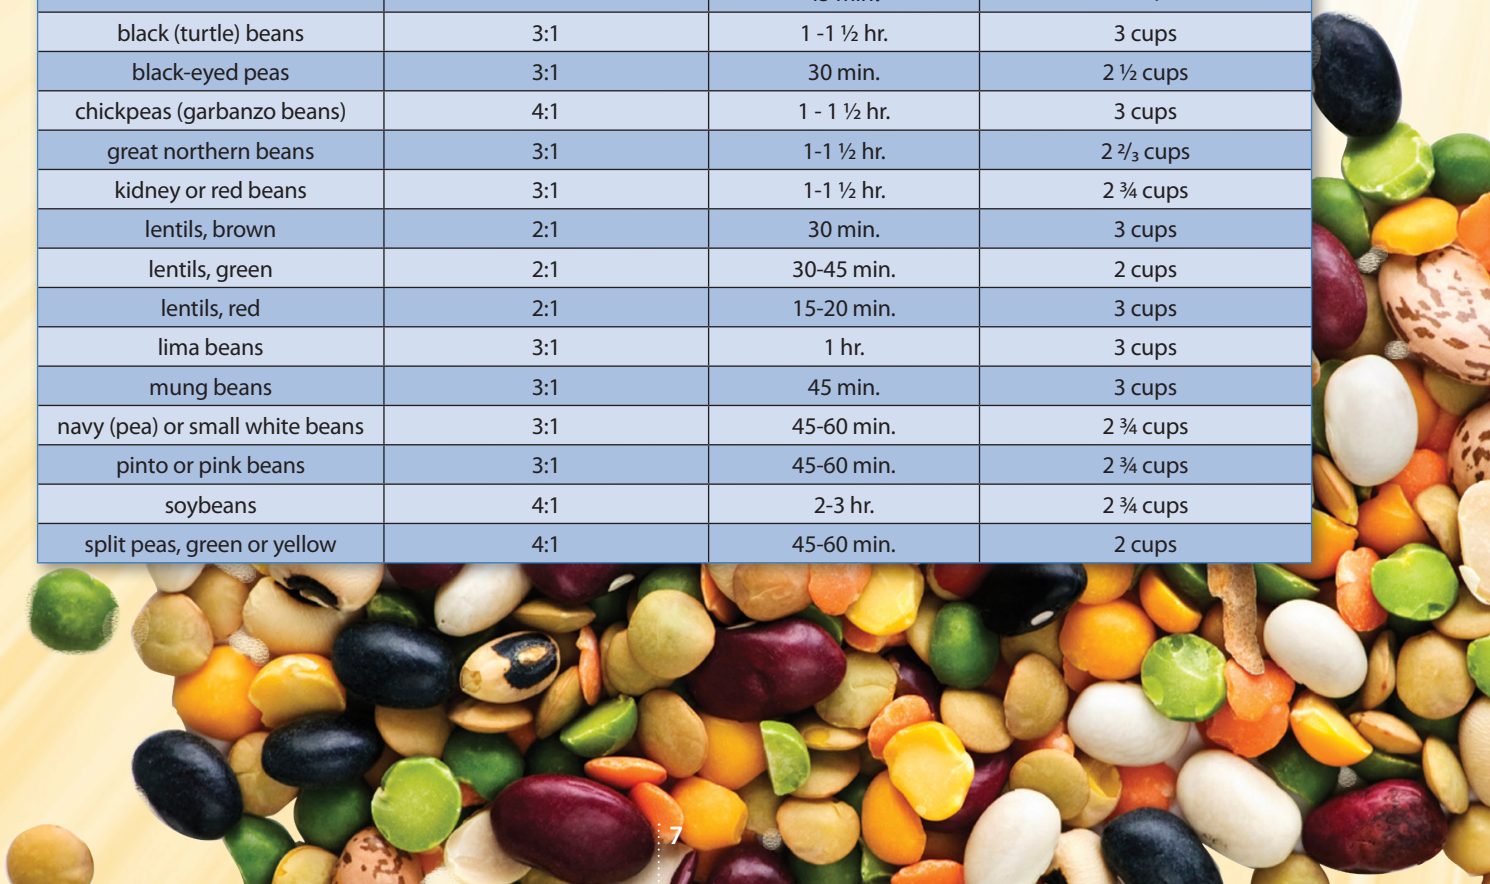 black (turtle) beans 3:1 1 -1 ½ hr. 3 cups
black-eyed peas 3:1 30 min. 2 ½ cups
chickpeas (garbanzo beans) 4:1 1 - 1 ½ hr. 3 cups
great northern beans 3:1 1-1 ½ hr. 2 ²/₃ cups
kidney or red beans 3:1 1-1 ½ hr. 2 ¾ cups
lentils, brown 2:1 30 min. 3 cups
lentils, green 2:1 30-45 min. 2 cups
lentils, red 2:1 15-20 min. 3 cups
lima beans 3:1 1 hr. 3 cups
mung beans 3:1 45 min. 3 cups
navy (pea) or small white beans 3:1 45-60 min. 2 ¾ cups
pinto or pink beans 3:1 45-60 min. 2 ¾ cups
soybeans 4:1 2-3 hr. 2 ¾ cups
split peas, green or yellow 4:1 45-60 min. 2 cups
7